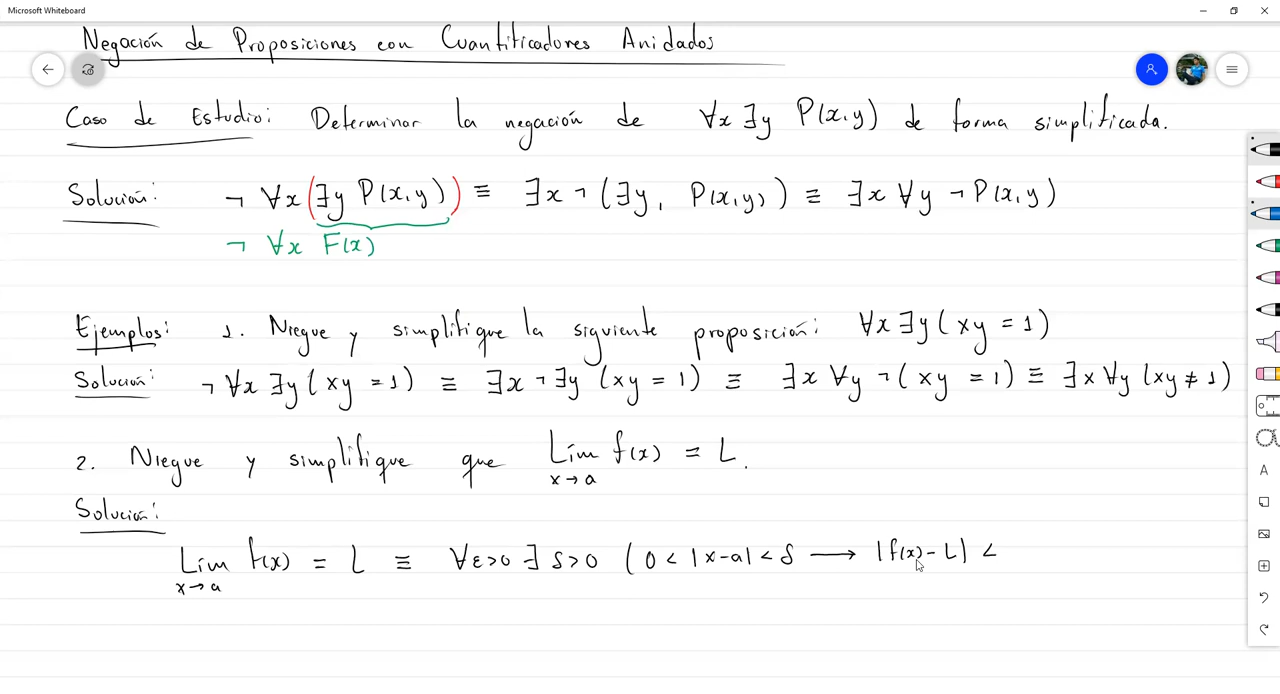 Microsoft Whiteboard
Negación de Proposiciones con Cuantificadores Anidados
Caso de Estudio: Determinar la negación de ∀x ∃y P(x,y) de forma simplificada.
Solución: ¬ ∀x (∃y P(x,y)) ≡ ∃x ¬ (∃y, P(x,y)) ≡ ∃x ∀y ¬ P(x,y)
¬ ∀x F(x)
Ejemplos: 1. Niegue y simplifique la siguiente proposición: ∀x ∃y (xy = 1)
Solución: ¬ ∀x ∃y (xy = 1) ≡ ∃x ¬ ∃y (xy = 1) ≡ ∃x ∀y ¬ (xy = 1) ≡ ∃x ∀y (xy ≠ 1)
2. Niegue y simplifique que Lím f(x) = L.
x→a
Solución:
Lím f(x) = L ≡ ∀ε>0 ∃ δ>0 (0 < |x-a| < δ → |f(x) - L| <
x→a
A